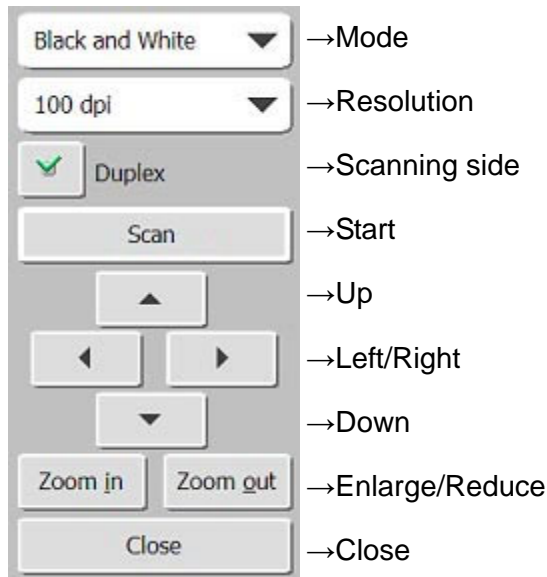 Black and White →Mode
100 dpi →Resolution
Duplex →Scanning side
Scan →Start
→Up
→Left/Right
→Down
Zoom in Zoom out →Enlarge/Reduce
Close →Close